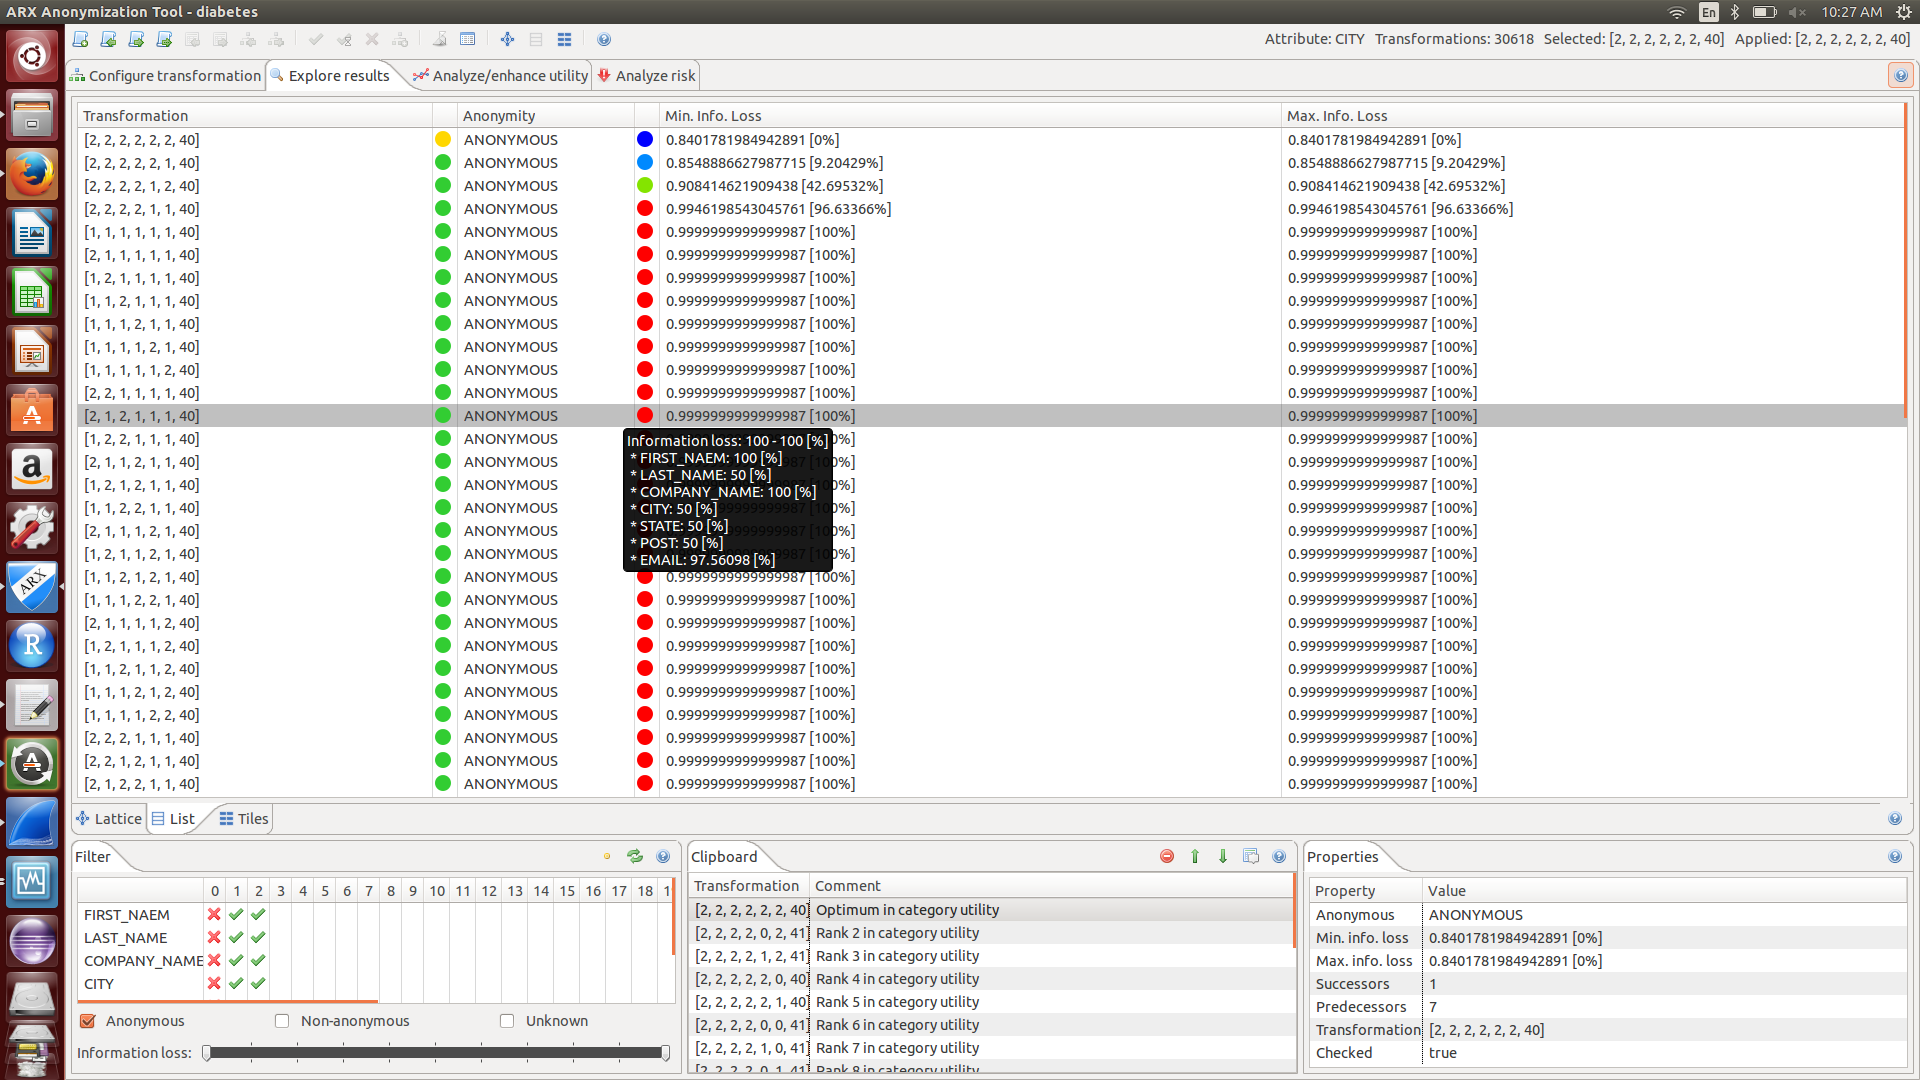 ARX Anonymization Tool - diabetes
En
10:27 AM
Attribute: CITY Transformations: 30618 Selected: [2, 2, 2, 2, 2, 2, 40] Applied: [2, 2, 2, 2, 2, 2, 40]
Configure transformation Explore results Analyze/enhance utility Analyze risk
Transformation Anonymity Min. Info. Loss Max. Info. Loss
[2, 2, 2, 2, 2, 2, 40] ANONYMOUS 0.8401781984942891 [0%] 0.8401781984942891 [0%]
[2, 2, 2, 2, 2, 1, 40] ANONYMOUS 0.8548886627987715 [9.20429%] 0.8548886627987715 [9.20429%]
[2, 2, 2, 2, 1, 2, 40] ANONYMOUS 0.908414621909438 [42.69532%] 0.908414621909438 [42.69532%]
[2, 2, 2, 2, 1, 1, 40] ANONYMOUS 0.9946198543045761 [96.63366%] 0.9946198543045761 [96.63366%]
[1, 1, 1, 1, 1, 1, 40] ANONYMOUS 0.9999999999999987 [100%] 0.9999999999999987 [100%]
[2, 1, 1, 1, 1, 1, 40] ANONYMOUS 0.9999999999999987 [100%] 0.9999999999999987 [100%]
[1, 2, 1, 1, 1, 1, 40] ANONYMOUS 0.9999999999999987 [100%] 0.9999999999999987 [100%]
[1, 1, 2, 1, 1, 1, 40] ANONYMOUS 0.9999999999999987 [100%] 0.9999999999999987 [100%]
[1, 1, 1, 2, 1, 1, 40] ANONYMOUS 0.9999999999999987 [100%] 0.9999999999999987 [100%]
[1, 1, 1, 1, 2, 1, 40] ANONYMOUS 0.9999999999999987 [100%] 0.9999999999999987 [100%]
[1, 1, 1, 1, 1, 2, 40] ANONYMOUS 0.9999999999999987 [100%] 0.9999999999999987 [100%]
[2, 2, 1, 1, 1, 1, 40] ANONYMOUS 0.9999999999999987 [100%] 0.9999999999999987 [100%]
[2, 1, 2, 1, 1, 1, 40] ANONYMOUS 0.9999999999999987 [100%] 0.9999999999999987 [100%]
[1, 2, 2, 1, 1, 1, 40] ANONYMOUS 0%] 0.9999999999999987 [100%]
[2, 1, 1, 2, 1, 1, 40] ANONYMOUS 0%] 0.9999999999999987 [100%]
[1, 2, 1, 2, 1, 1, 40] ANONYMOUS 0%] 0.9999999999999987 [100%]
[1, 1, 2, 2, 1, 1, 40] ANONYMOUS 0%] 0.9999999999999987 [100%]
[2, 1, 1, 1, 2, 1, 40] ANONYMOUS 0%] 0.9999999999999987 [100%]
[1, 2, 1, 1, 2, 1, 40] ANONYMOUS 0%] 0.9999999999999987 [100%]
Information loss: 100 - 100 [%]
* FIRST_NAEM: 100 [%]
* LAST_NAME: 50 [%]
* COMPANY_NAME: 100 [%]
* CITY: 50 [%]
* STATE: 50 [%]
* POST: 50 [%]
* EMAIL: 97.56098 [%]
[1, 1, 2, 1, 2, 1, 40] ANONYMOUS 0.9999999999999987 [100%] 0.9999999999999987 [100%]
[1, 1, 1, 2, 2, 1, 40] ANONYMOUS 0.9999999999999987 [100%] 0.9999999999999987 [100%]
[2, 1, 1, 1, 1, 2, 40] ANONYMOUS 0.9999999999999987 [100%] 0.9999999999999987 [100%]
[1, 2, 1, 1, 1, 2, 40] ANONYMOUS 0.9999999999999987 [100%] 0.9999999999999987 [100%]
[1, 1, 2, 1, 1, 2, 40] ANONYMOUS 0.9999999999999987 [100%] 0.9999999999999987 [100%]
[1, 1, 1, 2, 1, 2, 40] ANONYMOUS 0.9999999999999987 [100%] 0.9999999999999987 [100%]
[1, 1, 1, 1, 2, 2, 40] ANONYMOUS 0.9999999999999987 [100%] 0.9999999999999987 [100%]
[2, 2, 2, 1, 1, 1, 40] ANONYMOUS 0.9999999999999987 [100%] 0.9999999999999987 [100%]
[2, 2, 1, 2, 1, 1, 40] ANONYMOUS 0.9999999999999987 [100%] 0.9999999999999987 [100%]
[2, 1, 2, 2, 1, 1, 40] ANONYMOUS 0.9999999999999987 [100%] 0.9999999999999987 [100%]
Lattice List Tiles
Filter
0 1 2 3 4 5 6 7 8 9 10 11 12 13 14 15 16 17 18 1
FIRST_NAEM
LAST_NAME
COMPANY_NAME
CITY
Anonymous Non-anonymous Unknown
Information loss:
Clipboard
Transformation Comment
[2, 2, 2, 2, 2, 2, 40] Optimum in category utility
[2, 2, 2, 2, 0, 2, 41] Rank 2 in category utility
[2, 2, 2, 2, 1, 2, 41] Rank 3 in category utility
[2, 2, 2, 2, 2, 0, 40] Rank 4 in category utility
[2, 2, 2, 2, 2, 1, 40] Rank 5 in category utility
[2, 2, 2, 2, 0, 0, 41] Rank 6 in category utility
[2, 2, 2, 2, 1, 0, 41] Rank 7 in category utility
[2, 2, 2, 2, 0, 1, 41] Rank 8 in category utility
Properties
Property Value
Anonymous ANONYMOUS
Min. info. loss 0.8401781984942891 [0%]
Max. info. loss 0.8401781984942891 [0%]
Successors 1
Predecessors 7
Transformation [2, 2, 2, 2, 2, 2, 40]
Checked true
ARX
R